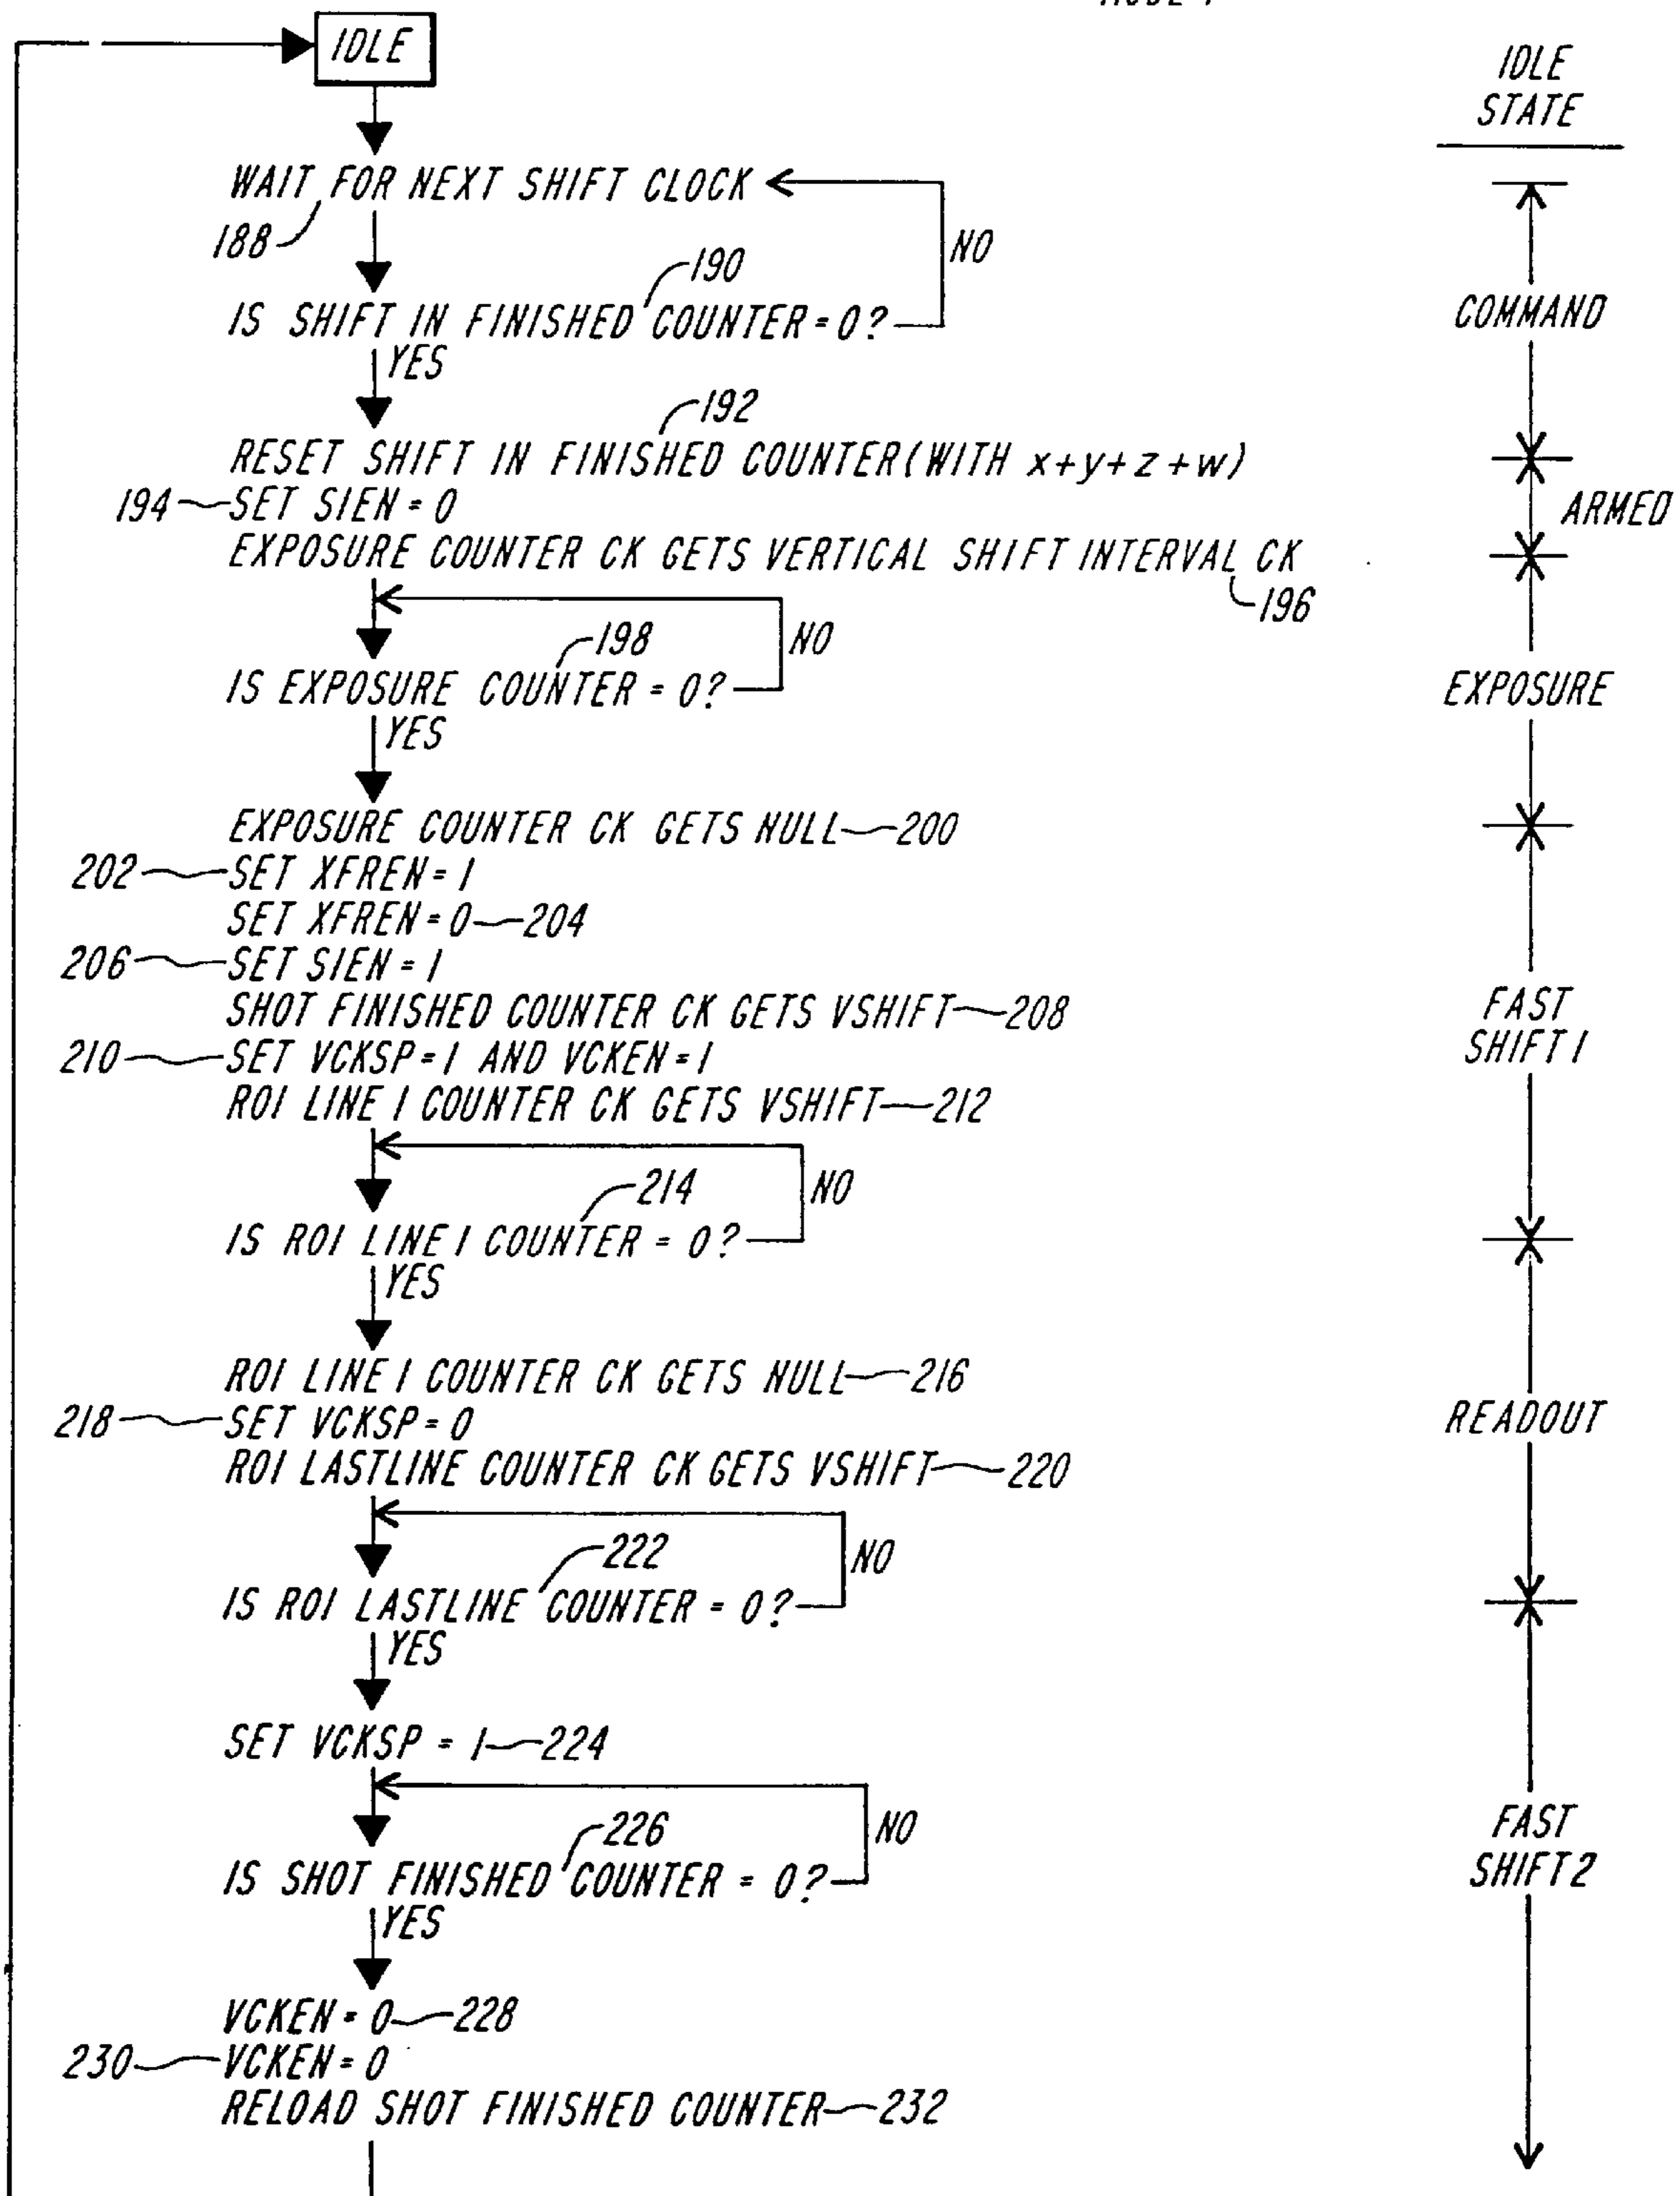 IDLE
IDLE
STATE
WAIT FOR NEXT SHIFT CLOCK
188
NO
190
IS SHIFT IN FINISHED COUNTER = 0?
COMMAND
YES
192
RESET SHIFT IN FINISHED COUNTER (WITH x+y+z+w)
194 SET SIEN = 0
ARMED
EXPOSURE COUNTER CK GETS VERTICAL SHIFT INTERVAL CK
196
NO
198
IS EXPOSURE COUNTER = 0?
EXPOSURE
YES
EXPOSURE COUNTER CK GETS NULL 200
202 SET XFREN = 1
SET XFREN = 0 204
206 SET SIEN = 1
SHOT FINISHED COUNTER CK GETS VSHIFT 208
FAST
SHIFT 1
210 SET VCKSP = 1 AND VCKEN = 1
ROI LINE 1 COUNTER CK GETS VSHIFT 212
NO
214
IS ROI LINE 1 COUNTER = 0?
YES
ROI LINE 1 COUNTER CK GETS NULL 216
218 SET VCKSP = 0
READOUT
ROI LASTLINE COUNTER CK GETS VSHIFT 220
NO
222
IS ROI LASTLINE COUNTER = 0?
YES
SET VCKSP = 1 224
NO
226
IS SHOT FINISHED COUNTER = 0?
FAST
SHIFT 2
YES
VCKEN = 0 228
230 VCKEN = 0
RELOAD SHOT FINISHED COUNTER 232